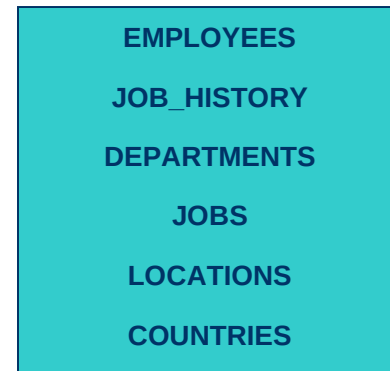 EMPLOYEES
JOB_HISTORY
DEPARTMENTS
JOBS
LOCATIONS
COUNTRIES